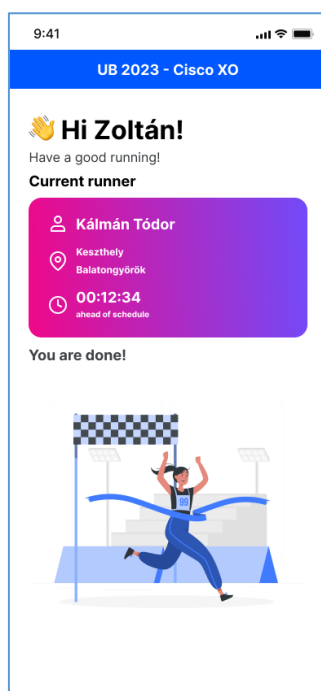 9:41
UB 2023 - Cisco XO
👋 Hi Zoltán!
Have a good running!
Current runner
Kálmán Tódor
Keszthely
Balatongyörök
00:12:34
ahead of schedule
You are done!